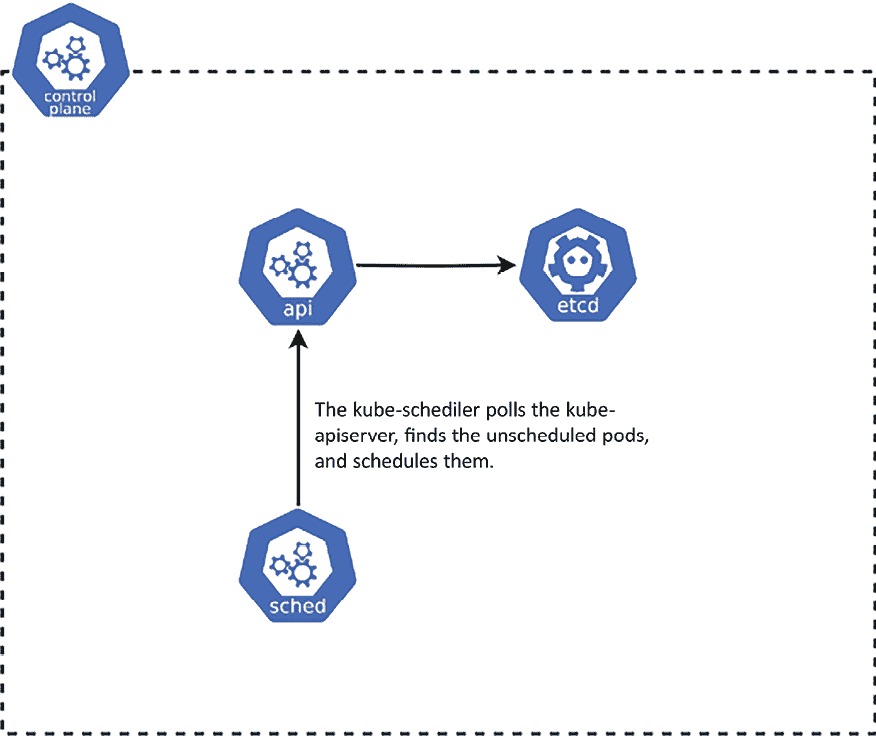 control
plane
api
etcd
The kube-schediler polls the kube-
apiserver, finds the unscheduled pods,
and schedules them.
sched